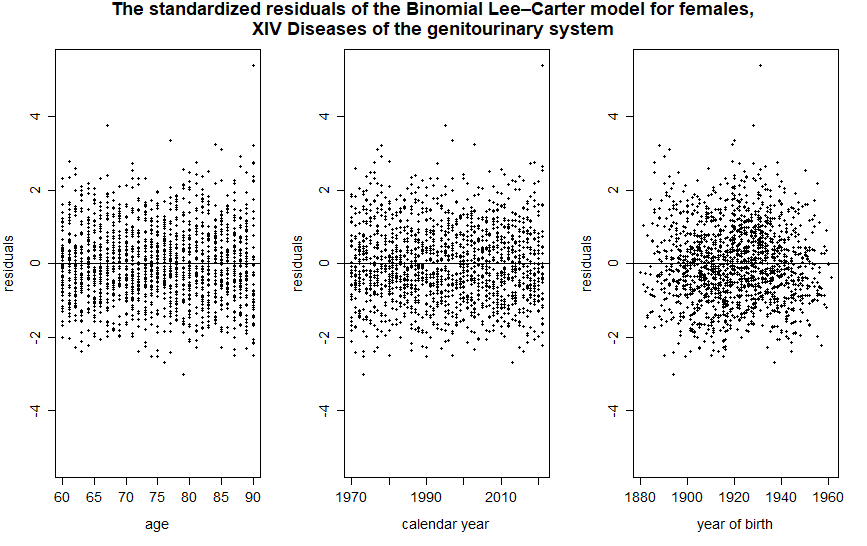 The standardized residuals of the Binomial Lee–Carter model for females,
XIV Diseases of the genitourinary system
residuals
4
2
0
-2
-4
60 65 70 75 80 85 90
age
residuals
4
2
0
-2
-4
1970 1990 2010
calendar year
residuals
4
2
0
-2
-4
1880 1900 1920 1940 1960
year of birth